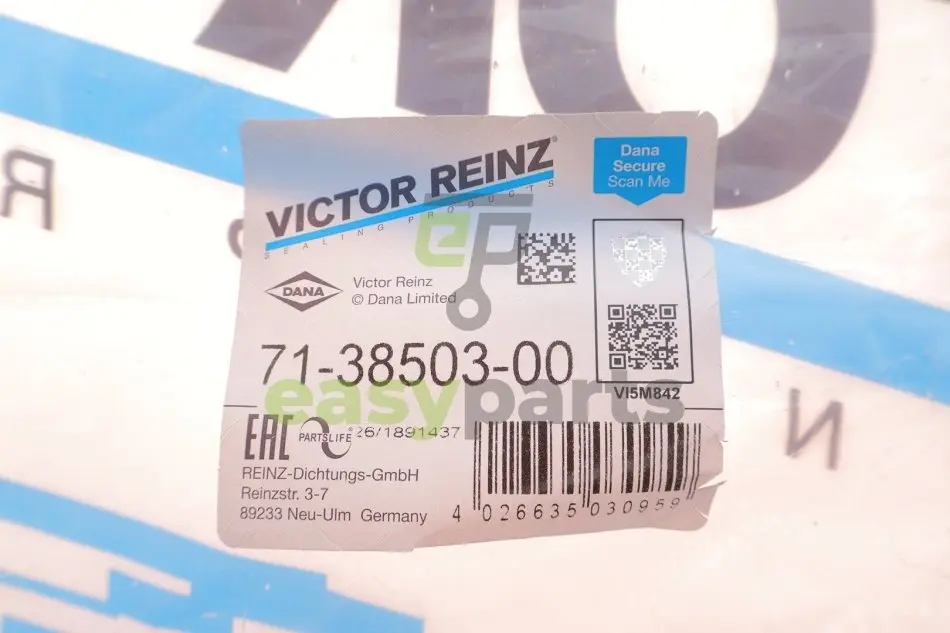 VICTOR REINZ®
SEALING PRODUCTS
Dana
Secure
Scan Me
DANA
Victor Reinz
© Dana Limited
71-38503-00
VI5M842
easyparts
EAC PARTSLIFE® 26/1891437
REINZ-Dichtungs-GmbH
Reinzstr. 3-7
89233 Neu-Ulm Germany
4 026635 030959